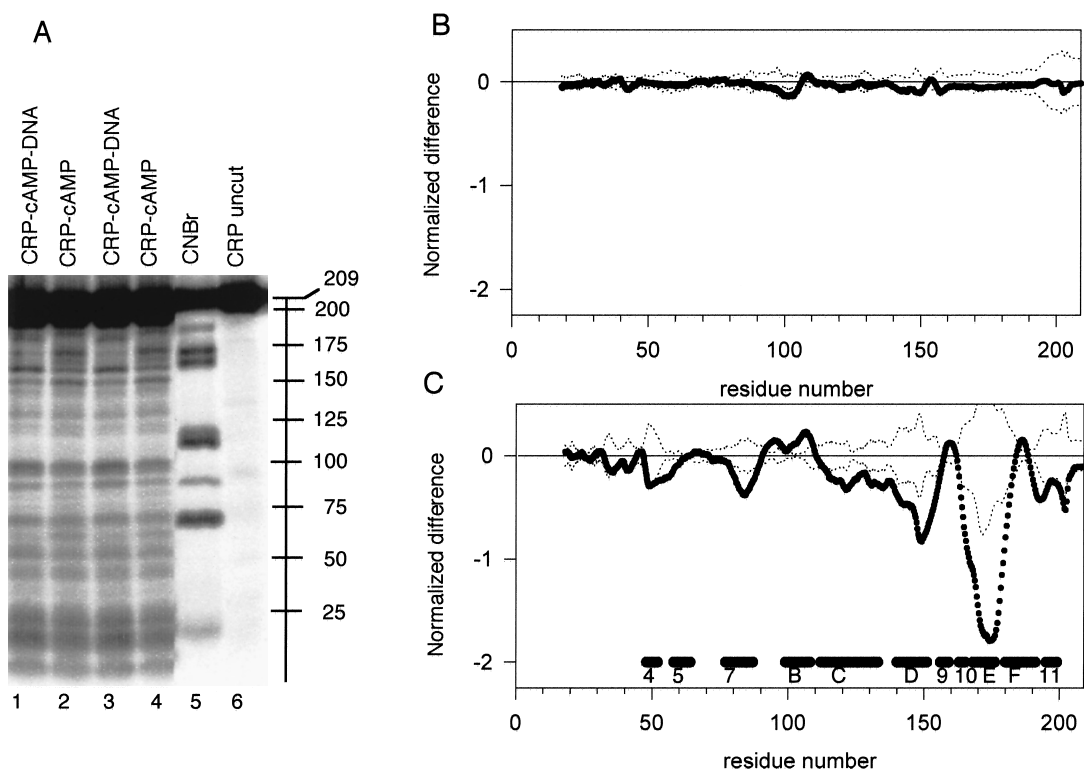 A
CRP-cAMP-DNA
CRP-cAMP
CRP-cAMP-DNA
CRP-cAMP
CNBr
CRP uncut
209
200
175
150
125
100
75
50
25
1 2 3 4 5 6
B
Normalized difference
0
-1
-2
0 50 100 150 200
residue number
C
Normalized difference
0
-1
-2
4 5 7 B C D 9 10 E F 11
0 50 100 150 200
residue number